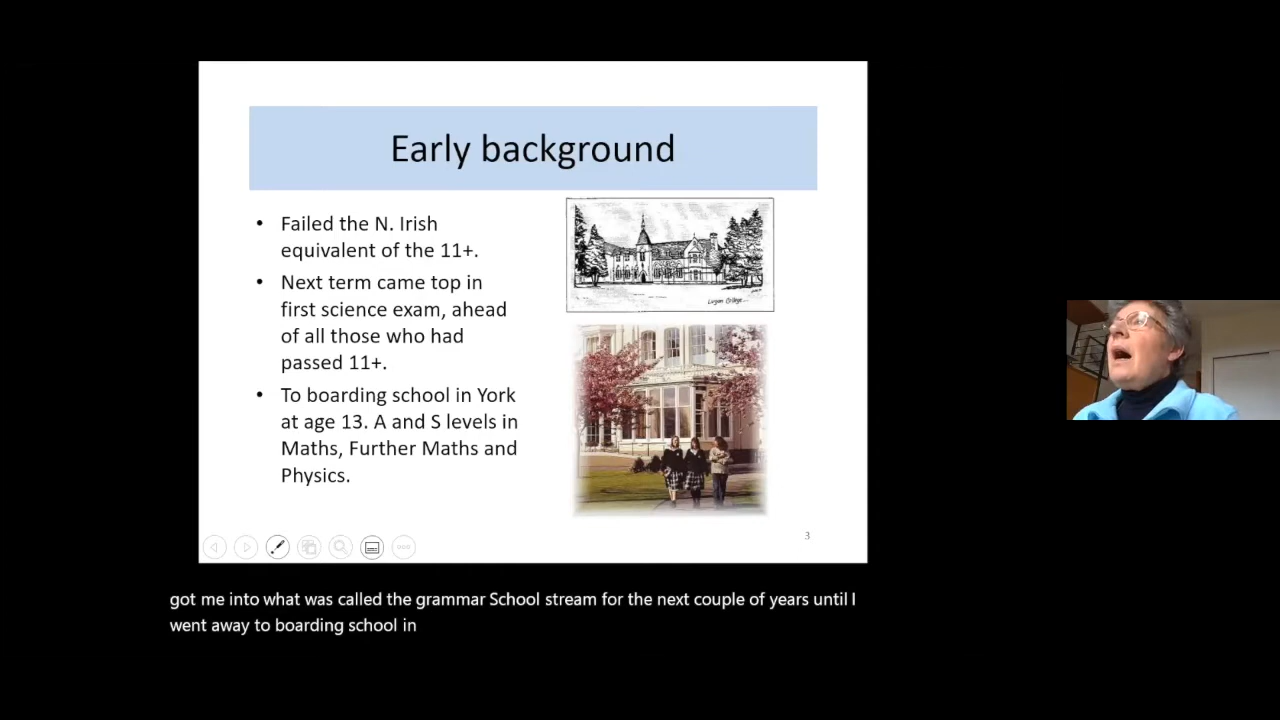 Early background
• Failed the N. Irish
equivalent of the 11+.
• Next term came top in
first science exam, ahead
of all those who had
passed 11+.
• To boarding school in York
at age 13. A and S levels in
Maths, Further Maths and
Physics.
Lurgan College
3
got me into what was called the grammar School stream for the next couple of years until I
went away to boarding school in